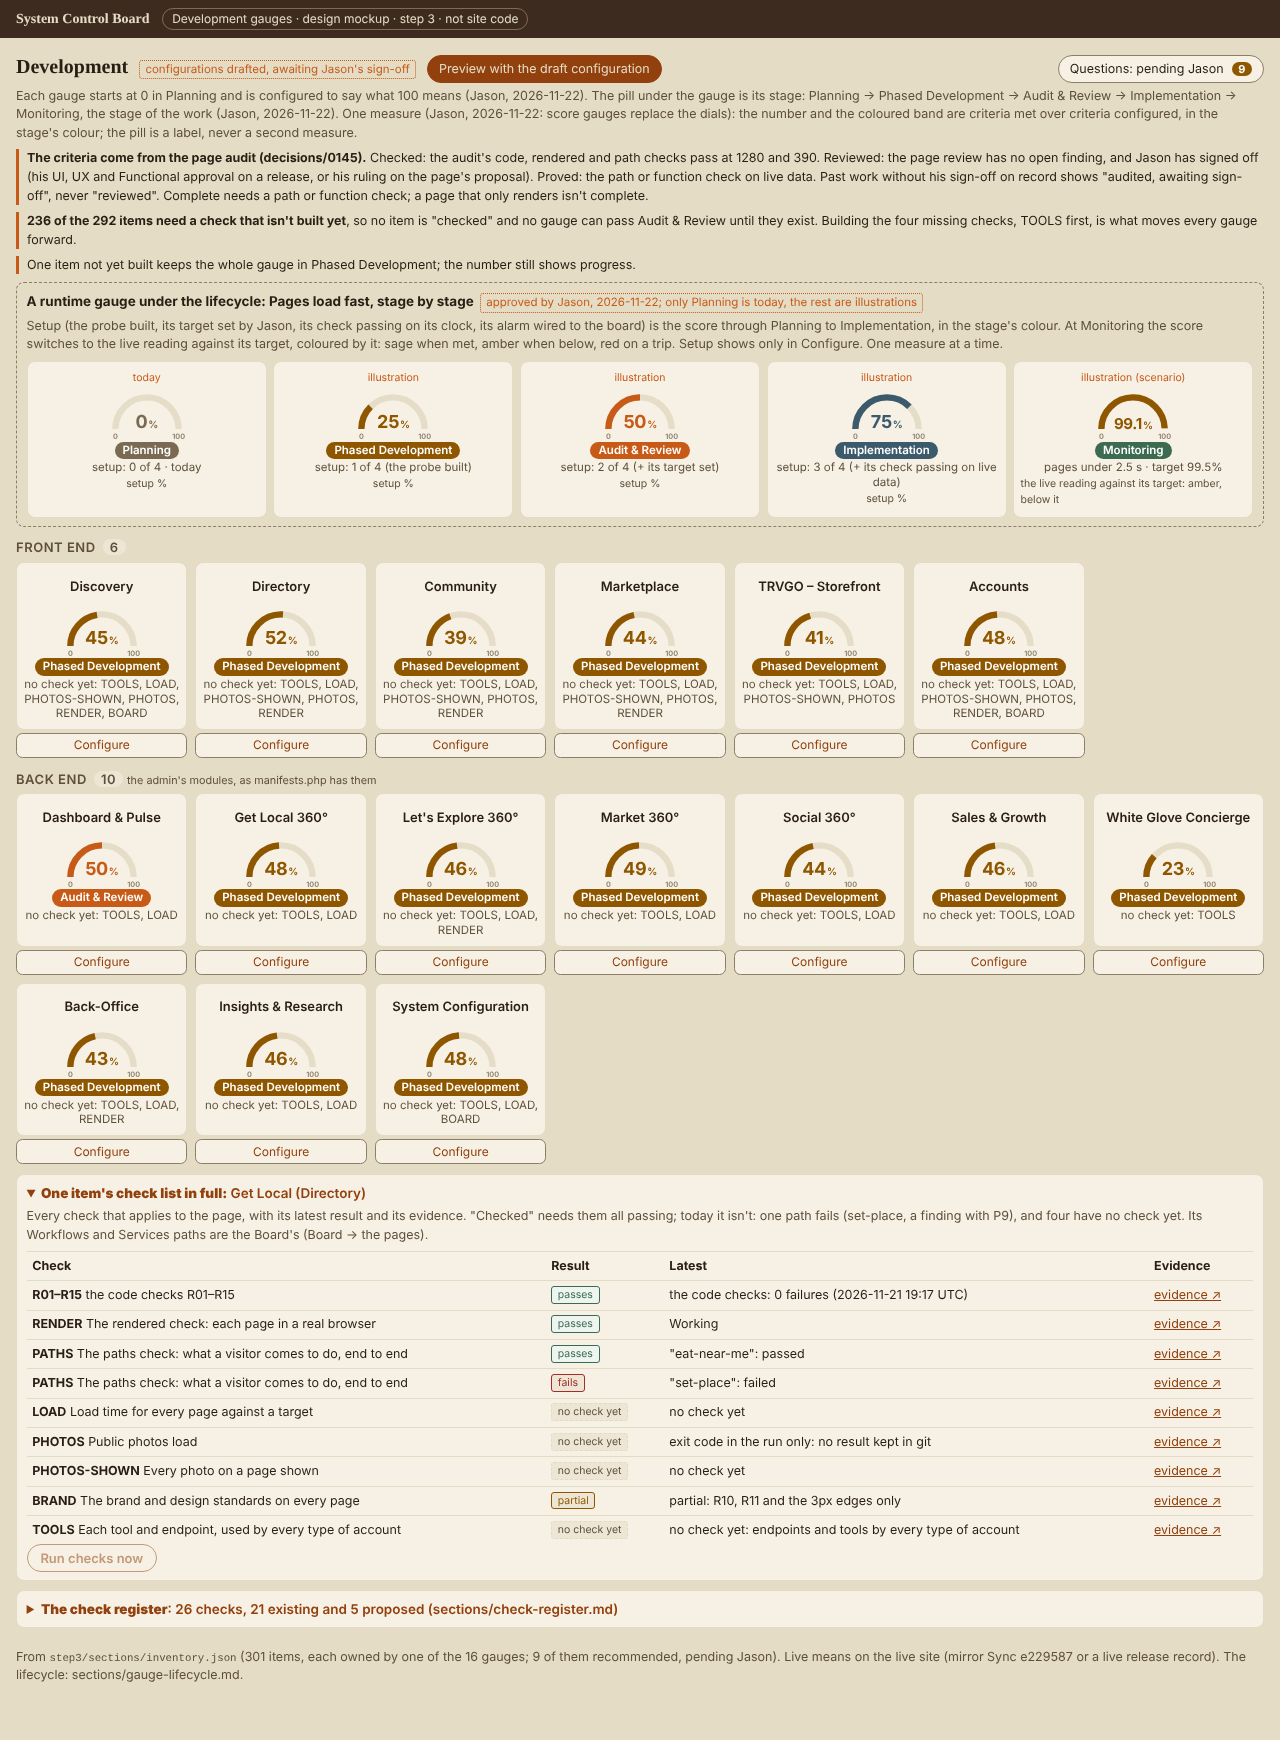 System Control Board
Development gauges · design mockup · step 3 · not site code
Development
configurations drafted, awaiting Jason's sign-off
Preview with the draft configuration
Questions: pending Jason 9
Each gauge starts at 0 in Planning and is configured to say what 100 means (Jason, 2026-11-22). The pill under the gauge is its stage: Planning → Phased Development → Audit & Review → Implementation →
Monitoring, the stage of the work (Jason, 2026-11-22). One measure (Jason, 2026-11-22: score gauges replace the dials): the number and the coloured band are criteria met over criteria configured, in the
stage's colour; the pill is a label, never a second measure.
The criteria come from the page audit (decisions/0145). Checked: the audit's code, rendered and path checks pass at 1280 and 390. Reviewed: the page review has no open finding, and Jason has signed off
(his UI, UX and Functional approval on a release, or his ruling on the page's proposal). Proved: the path or function check on live data. Past work without his sign-off on record shows "audited, awaiting sign-
off", never "reviewed". Complete needs a path or function check; a page that only renders isn't complete.
236 of the 292 items need a check that isn't built yet, so no item is "checked" and no gauge can pass Audit & Review until they exist. Building the four missing checks, TOOLS first, is what moves every gauge
forward.
One item not yet built keeps the whole gauge in Phased Development; the number still shows progress.
A runtime gauge under the lifecycle: Pages load fast, stage by stage
approved by Jason, 2026-11-22; only Planning is today, the rest are illustrations
Setup (the probe built, its target set by Jason, its check passing on its clock, its alarm wired to the board) is the score through Planning to Implementation, in the stage's colour. At Monitoring the score
switches to the live reading against its target, coloured by it: sage when met, amber when below, red on a trip. Setup shows only in Configure. One measure at a time.
today
0%
0 100
Planning
setup: 0 of 4 · today
setup %
illustration
25%
0 100
Phased Development
setup: 1 of 4 (the probe built)
setup %
illustration
50%
0 100
Audit & Review
setup: 2 of 4 (+ its target set)
setup %
illustration
75%
0 100
Implementation
setup: 3 of 4 (+ its check passing on live
data)
setup %
illustration (scenario)
99.1%
0 100
Monitoring
pages under 2.5 s · target 99.5%
the live reading against its target: amber,
below it
FRONT END 6
Discovery
45%
0 100
Phased Development
no check yet: TOOLS, LOAD,
PHOTOS-SHOWN, PHOTOS,
RENDER, BOARD
Configure
Directory
52%
0 100
Phased Development
no check yet: TOOLS, LOAD,
PHOTOS-SHOWN, PHOTOS,
RENDER
Configure
Community
39%
0 100
Phased Development
no check yet: TOOLS, LOAD,
PHOTOS-SHOWN, PHOTOS,
RENDER
Configure
Marketplace
44%
0 100
Phased Development
no check yet: TOOLS, LOAD,
PHOTOS-SHOWN, PHOTOS,
RENDER
Configure
TRVGO – Storefront
41%
0 100
Phased Development
no check yet: TOOLS, LOAD,
PHOTOS-SHOWN, PHOTOS
Configure
Accounts
48%
0 100
Phased Development
no check yet: TOOLS, LOAD,
PHOTOS-SHOWN, PHOTOS,
RENDER, BOARD
Configure
BACK END 10 the admin's modules, as manifests.php has them
Dashboard & Pulse
50%
0 100
Audit & Review
no check yet: TOOLS, LOAD
Configure
Get Local 360°
48%
0 100
Phased Development
no check yet: TOOLS, LOAD
Configure
Let's Explore 360°
46%
0 100
Phased Development
no check yet: TOOLS, LOAD,
RENDER
Configure
Market 360°
49%
0 100
Phased Development
no check yet: TOOLS, LOAD
Configure
Social 360°
44%
0 100
Phased Development
no check yet: TOOLS, LOAD
Configure
Sales & Growth
46%
0 100
Phased Development
no check yet: TOOLS, LOAD
Configure
White Glove Concierge
23%
0 100
Phased Development
no check yet: TOOLS
Configure
Back-Office
43%
0 100
Phased Development
no check yet: TOOLS, LOAD,
RENDER
Configure
Insights & Research
46%
0 100
Phased Development
no check yet: TOOLS, LOAD
Configure
System Configuration
48%
0 100
Phased Development
no check yet: TOOLS, LOAD,
BOARD
Configure
▼ One item's check list in full: Get Local (Directory)
Every check that applies to the page, with its latest result and its evidence. "Checked" needs them all passing; today it isn't: one path fails (set-place, a finding with P9), and four have no check yet. Its
Workflows and Services paths are the Board's (Board → the pages).
Check Result Latest Evidence
R01–R15 the code checks R01–R15 passes the code checks: 0 failures (2026-11-21 19:17 UTC) evidence ↗
RENDER The rendered check: each page in a real browser passes Working evidence ↗
PATHS The paths check: what a visitor comes to do, end to end passes "eat-near-me": passed evidence ↗
PATHS The paths check: what a visitor comes to do, end to end fails "set-place": failed evidence ↗
LOAD Load time for every page against a target no check yet no check yet evidence ↗
PHOTOS Public photos load no check yet exit code in the run only: no result kept in git evidence ↗
PHOTOS-SHOWN Every photo on a page shown no check yet no check yet evidence ↗
BRAND The brand and design standards on every page partial partial: R10, R11 and the 3px edges only evidence ↗
TOOLS Each tool and endpoint, used by every type of account no check yet no check yet: endpoints and tools by every type of account evidence ↗
Run checks now
▶ The check register: 26 checks, 21 existing and 5 proposed (sections/check-register.md)
From step3/sections/inventory.json (301 items, each owned by one of the 16 gauges; 9 of them recommended, pending Jason). Live means on the live site (mirror Sync e229587 or a live release record). The
lifecycle: sections/gauge-lifecycle.md.